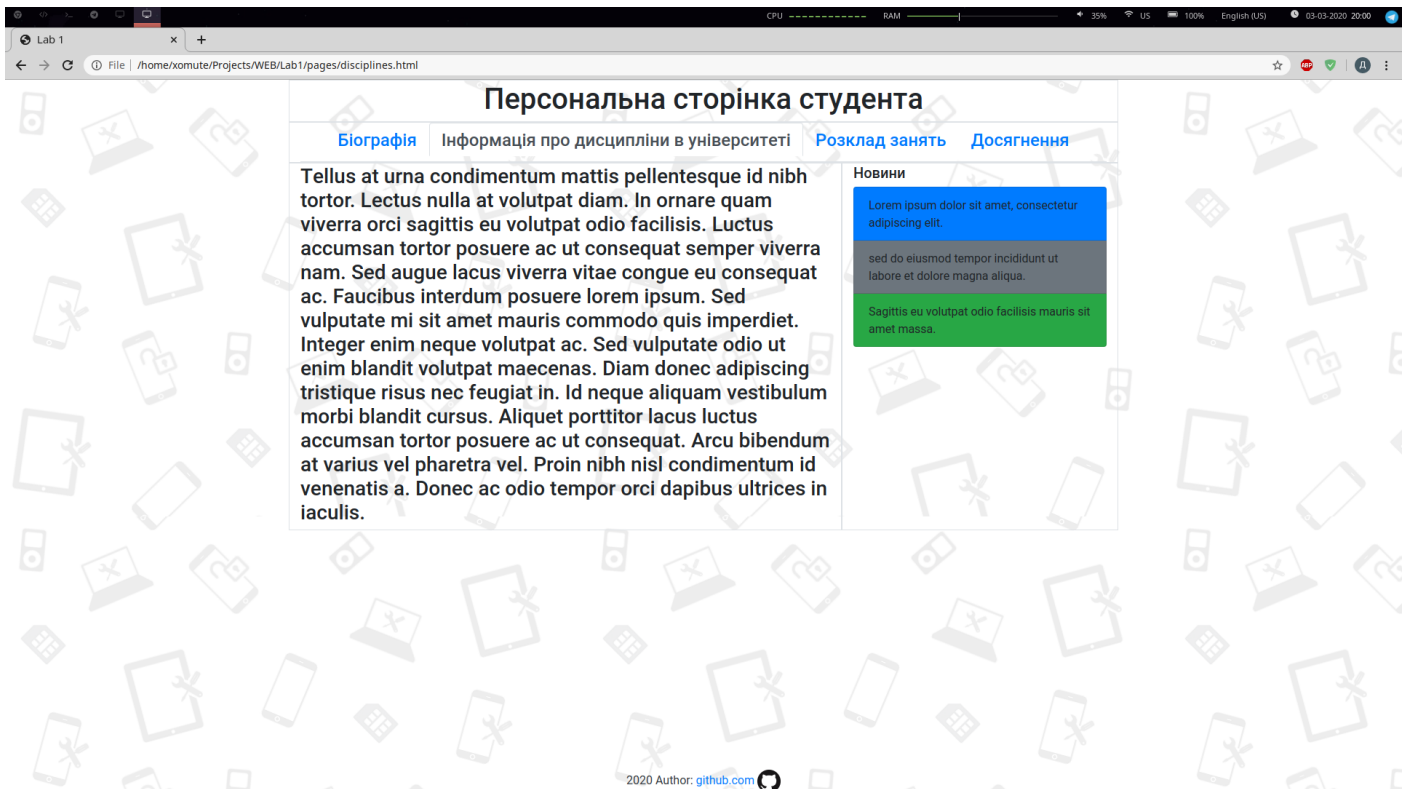 CPU ------------ RAM 35% US 100% English (US) 03-03-2020 20:00
Lab 1 × +
File | /home/xomute/Projects/WEB/Lab1/pages/disciplines.html ABP Д
Персональна сторінка студента
Біографія Інформація про дисципліни в університеті Розклад занять Досягнення
Tellus at urna condimentum mattis pellentesque id nibh
tortor. Lectus nulla at volutpat diam. In ornare quam
viverra orci sagittis eu volutpat odio facilisis. Luctus
accumsan tortor posuere ac ut consequat semper viverra
nam. Sed augue lacus viverra vitae congue eu consequat
ac. Faucibus interdum posuere lorem ipsum. Sed
vulputate mi sit amet mauris commodo quis imperdiet.
Integer enim neque volutpat ac. Sed vulputate odio ut
enim blandit volutpat maecenas. Diam donec adipiscing
tristique risus nec feugiat in. Id neque aliquam vestibulum
morbi blandit cursus. Aliquet porttitor lacus luctus
accumsan tortor posuere ac ut consequat. Arcu bibendum
at varius vel pharetra vel. Proin nibh nisl condimentum id
venenatis a. Donec ac odio tempor orci dapibus ultrices in
iaculis.
Новини
Lorem ipsum dolor sit amet, consectetur
adipiscing elit.
sed do eiusmod tempor incididunt ut
labore et dolore magna aliqua.
Sagittis eu volutpat odio facilisis mauris sit
amet massa.
2020 Author: github.com